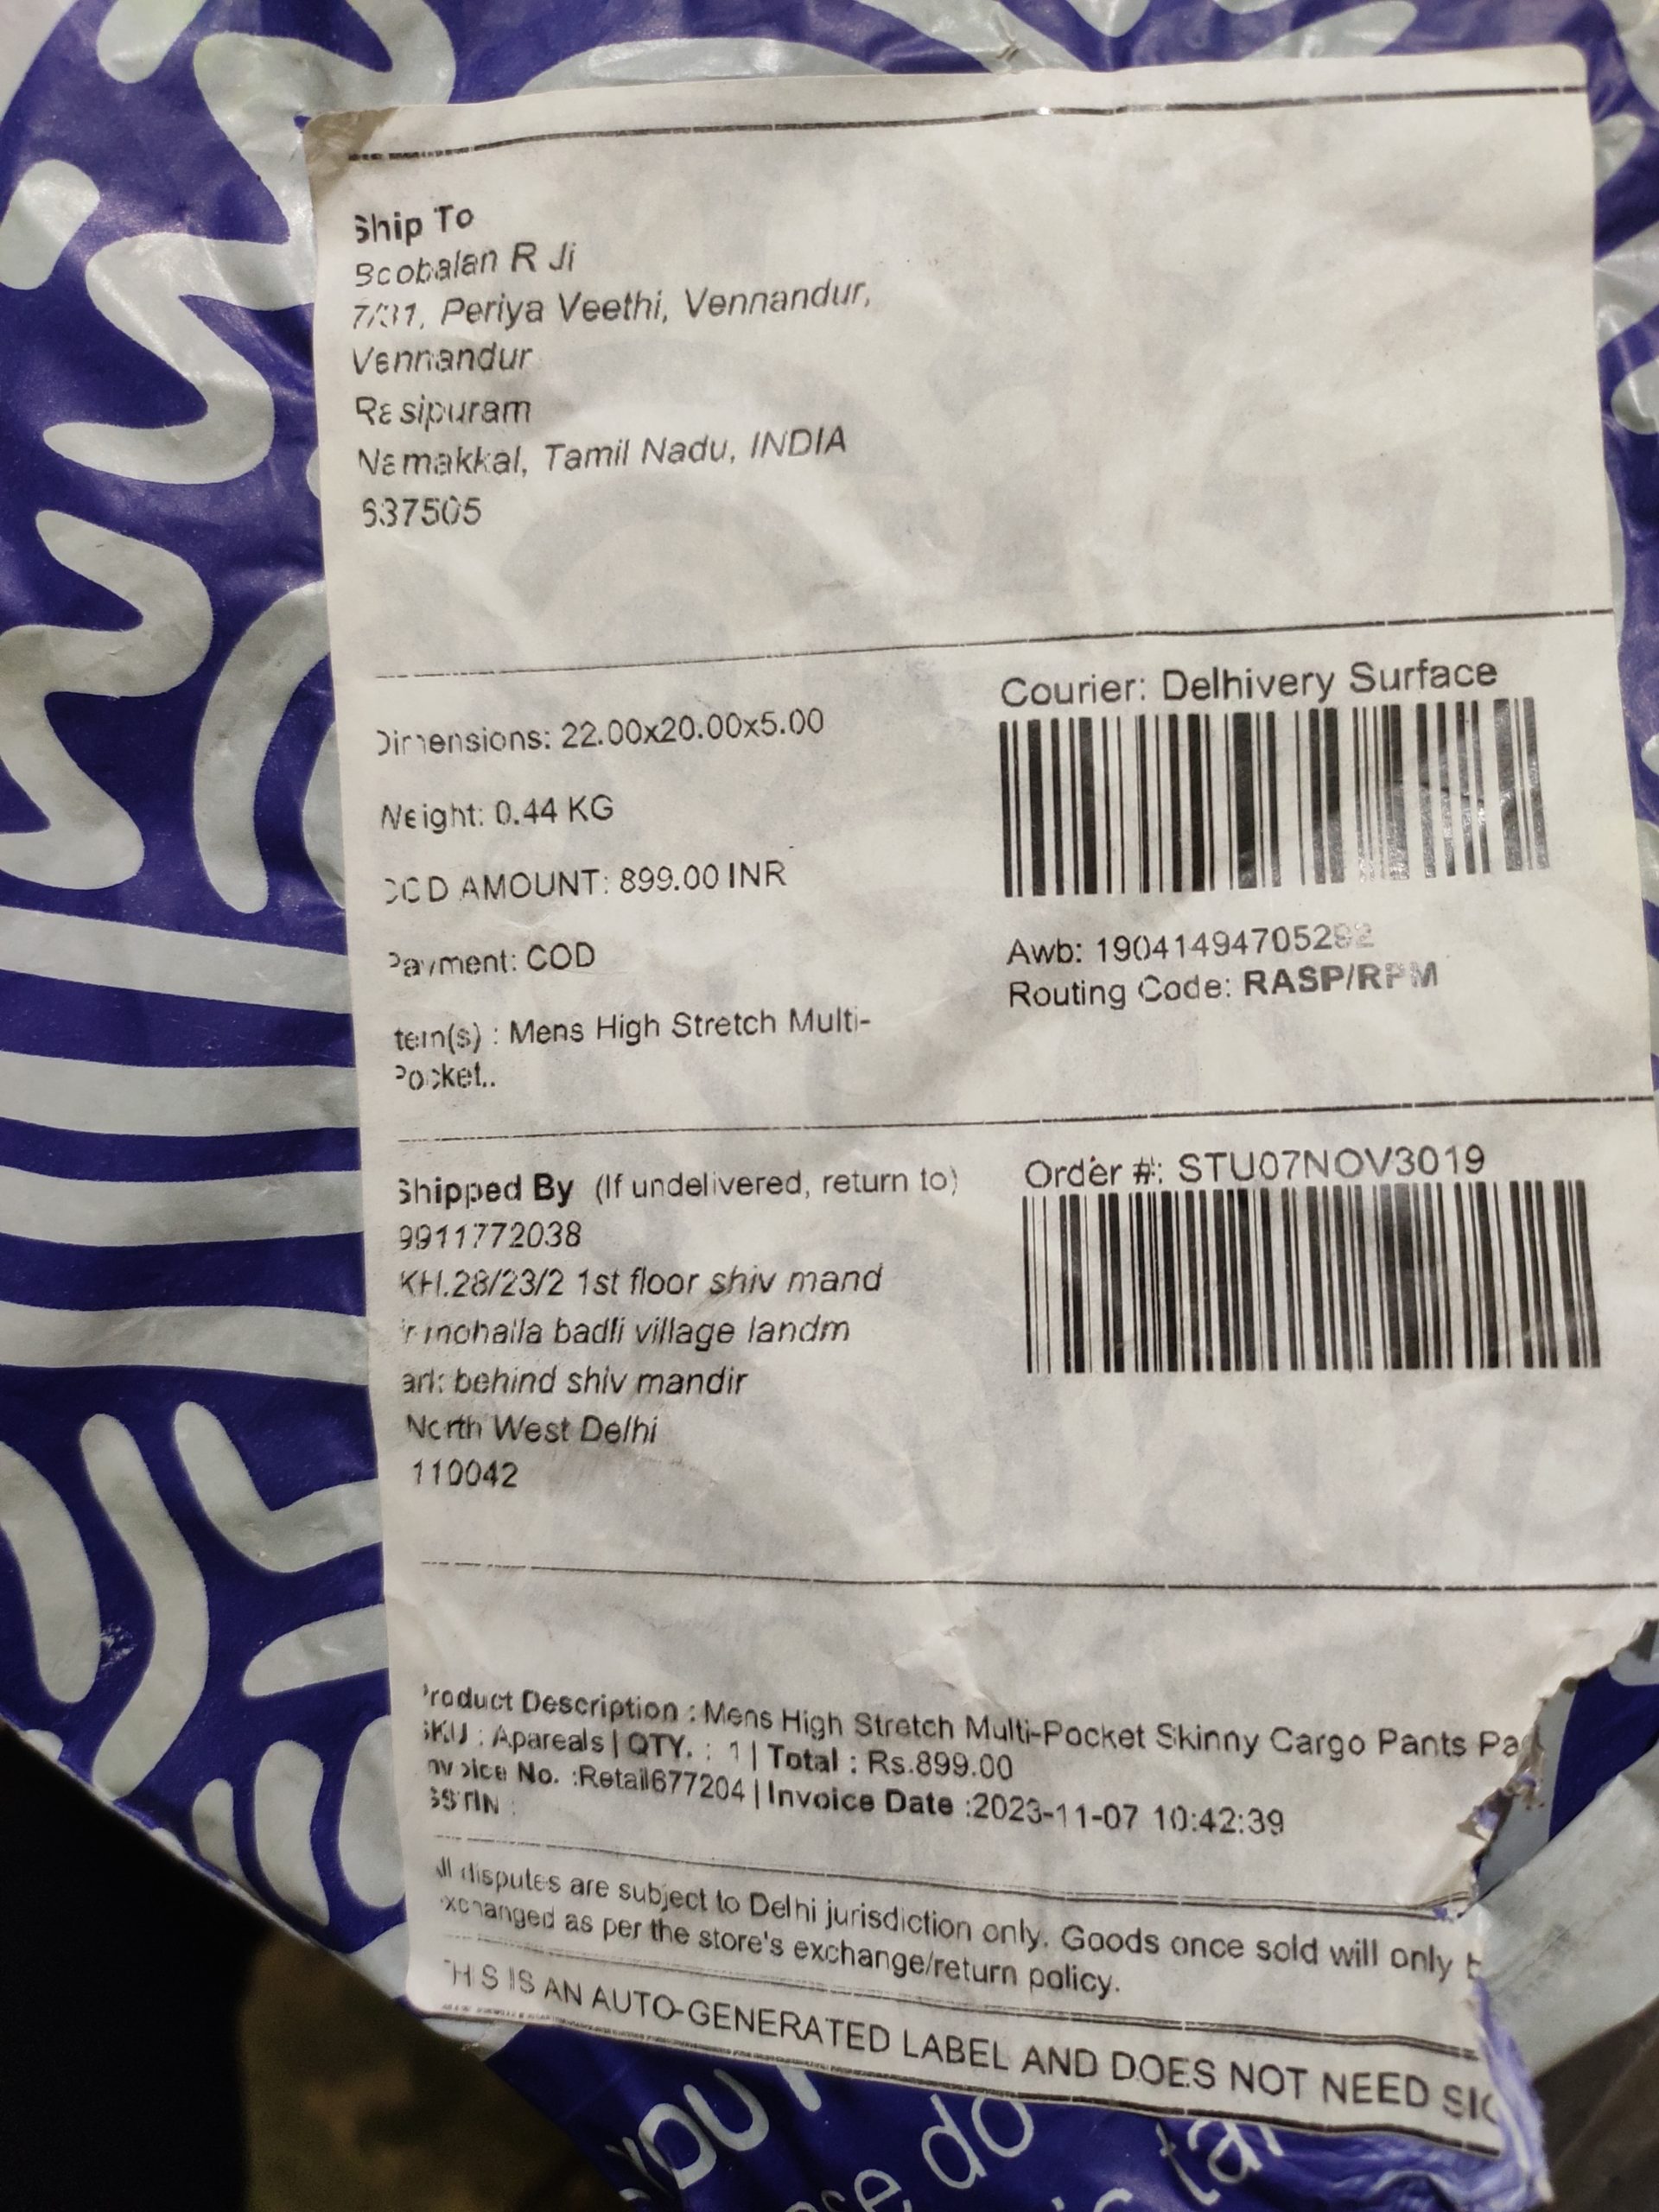 Ship To
Boobalan R Ji
7/31, Periya Veethi, Vennandur,
Vennandur
Rasipuram
Namakkal, Tamil Nadu, INDIA
637505
Dimensions: 22.00x20.00x5.00
Weight: 0.44 KG
COD AMOUNT: 899.00 INR
Payment: COD
Item(s) : Mens High Stretch Multi-
Pocket..
Courier: Delhivery Surface
Awb: 19041494705292
Routing Code: RASP/RPM
Shipped By (If undelivered, return to)
9911772038
KH.28/23/2 1st floor shiv mand
ir mohalla badli village landm
ark behind shiv mandir
North West Delhi
110042
Order #: STU07NOV3019
Product Description : Mens High Stretch Multi-Pocket Skinny Cargo Pants
SKU : Apareals | QTY. : 1 | Total : Rs.899.00
Invoice No. :Retail677204 | Invoice Date :2023-11-07 10:42:39
GSTIN :
All disputes are subject to Delhi jurisdiction only. Goods once sold will only
exchanged as per the store's exchange/return policy.
THIS IS AN AUTO-GENERATED LABEL AND DOES NOT NEED
do